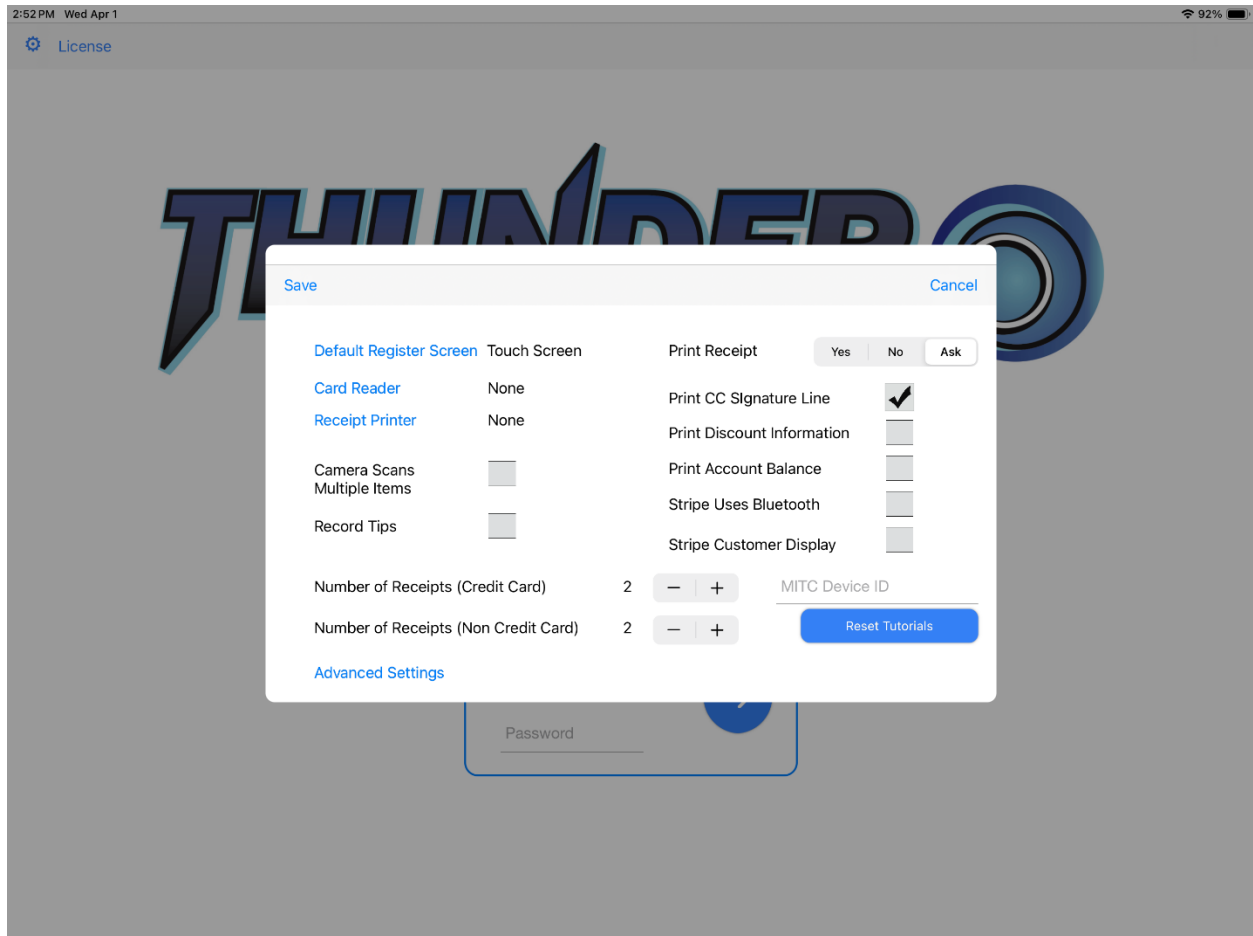 2:52 PM Wed Apr 1 92%
License
THUNDER
Save Cancel
Default Register Screen Touch Screen
Card Reader None
Receipt Printer None
Camera Scans
Multiple Items
Record Tips
Print Receipt Yes No Ask
Print CC SIgnature Line
Print Discount Information
Print Account Balance
Stripe Uses Bluetooth
Stripe Customer Display
Number of Receipts (Credit Card) 2 − +
MITC Device ID
Number of Receipts (Non Credit Card) 2 − +
Reset Tutorials
Advanced Settings
Password